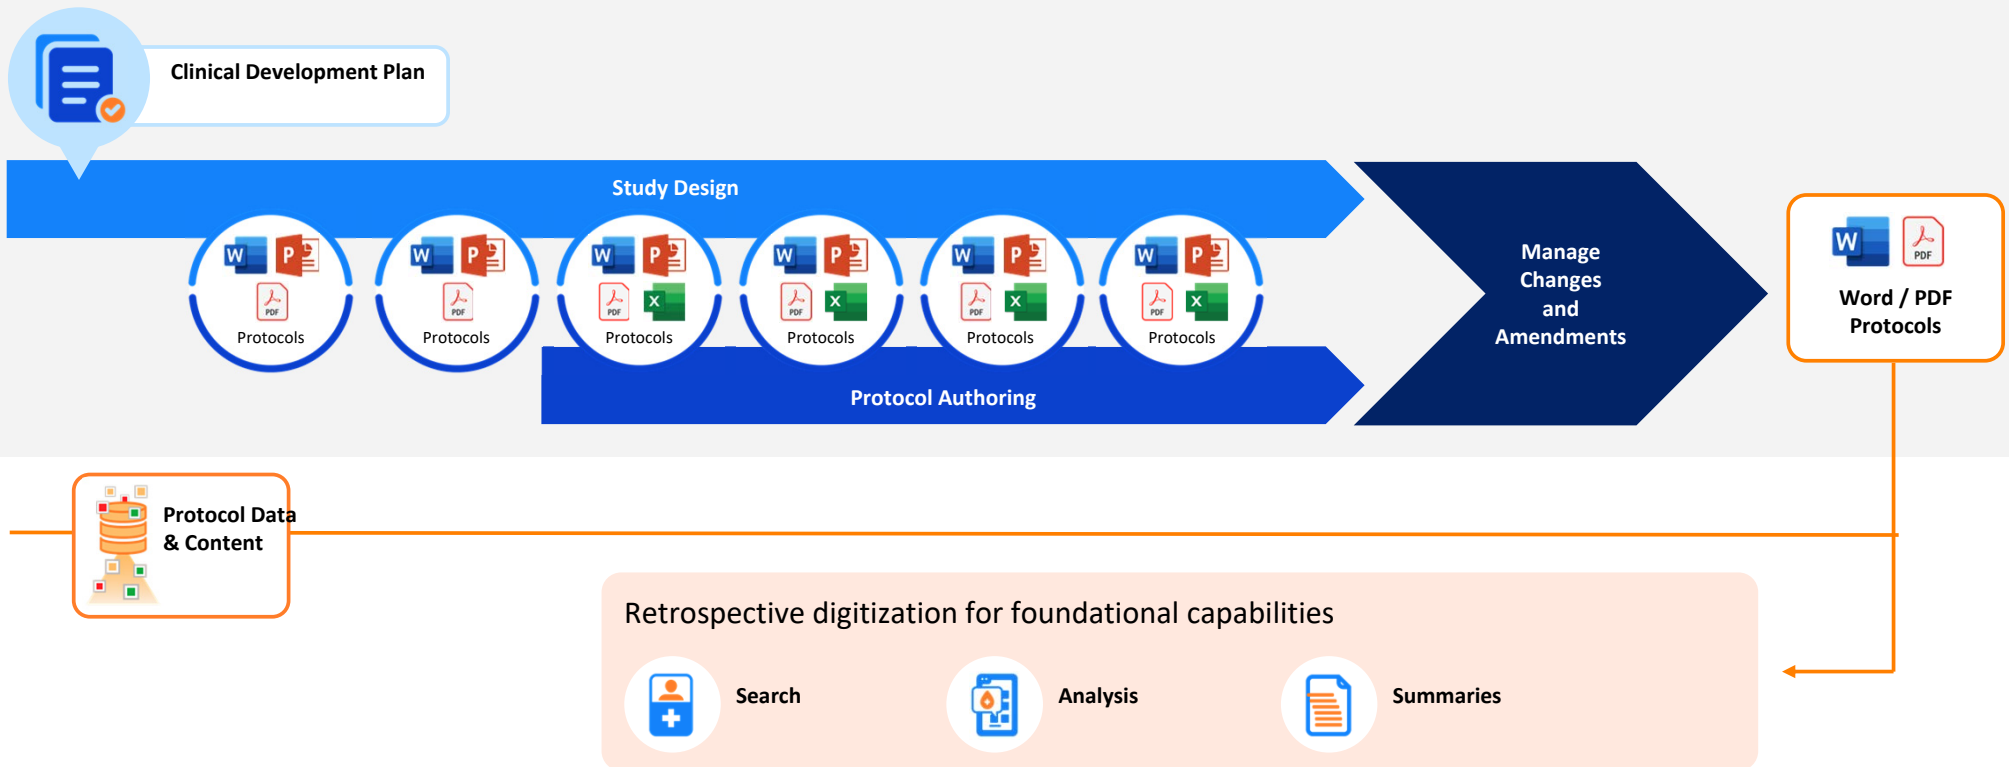 Clinical Development Plan
Study Design
W P W P W P W P W P W P
PDF PDF PDF X PDF X PDF X PDF X
Protocols Protocols Protocols Protocols Protocols Protocols
Protocol Authoring
Manage
Changes
and
Amendments
W PDF
Word / PDF
Protocols
Protocol Data
& Content
Retrospective digitization for foundational capabilities
Search
Analysis
Summaries